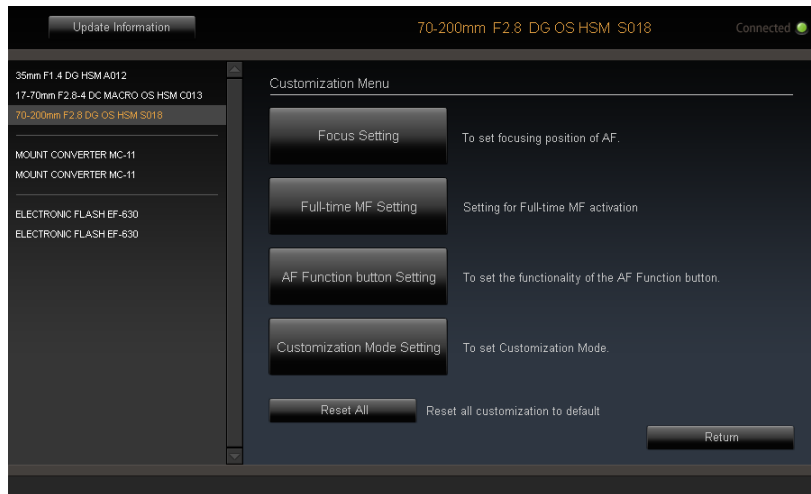 Update Information
70-200mm F2.8 DG OS HSM S018
Connected
35mm F1.4 DG HSM A012
17-70mm F2.8-4 DC MACRO OS HSM C013
70-200mm F2.8 DG OS HSM S018
MOUNT CONVERTER MC-11
MOUNT CONVERTER MC-11
ELECTRONIC FLASH EF-630
ELECTRONIC FLASH EF-630
Customization Menu
Focus Setting
To set focusing position of AF.
Full-time MF Setting
Setting for Full-time MF activation
AF Function button Setting
To set the functionality of the AF Function button.
Customization Mode Setting
To set Customization Mode.
Reset All
Reset all customization to default
Return